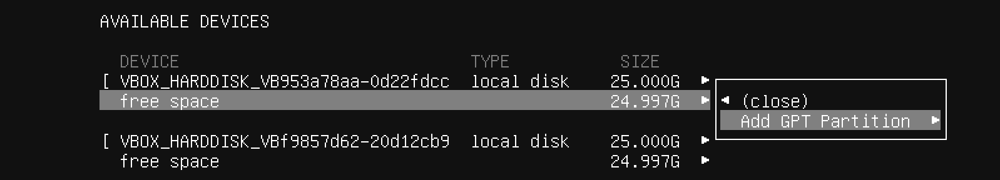 AVAILABLE DEVICES
DEVICE TYPE SIZE
[ VBOX_HARDDISK_VB953a78aa-0d22fdcc local disk 25.000G ▶
free space 24.997G ▶
◀ (close)
Add GPT Partition ▶
[ VBOX_HARDDISK_VBf9857d62-20d12cb9 local disk 25.000G ▶
free space 24.997G ▶